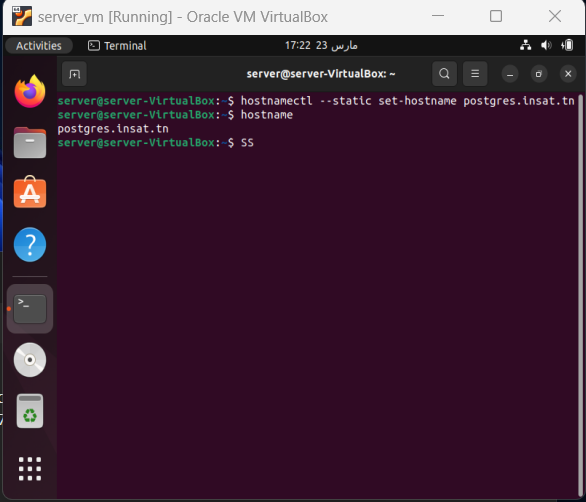 server_vm [Running] - Oracle VM VirtualBox
Activities
Terminal
17:22 23 مارس
server@server-VirtualBox: ~
server@server-VirtualBox:~$ hostnamectl --static set-hostname postgres.insat.tn
server@server-VirtualBox:~$ hostname
postgres.insat.tn
server@server-VirtualBox:~$ SS